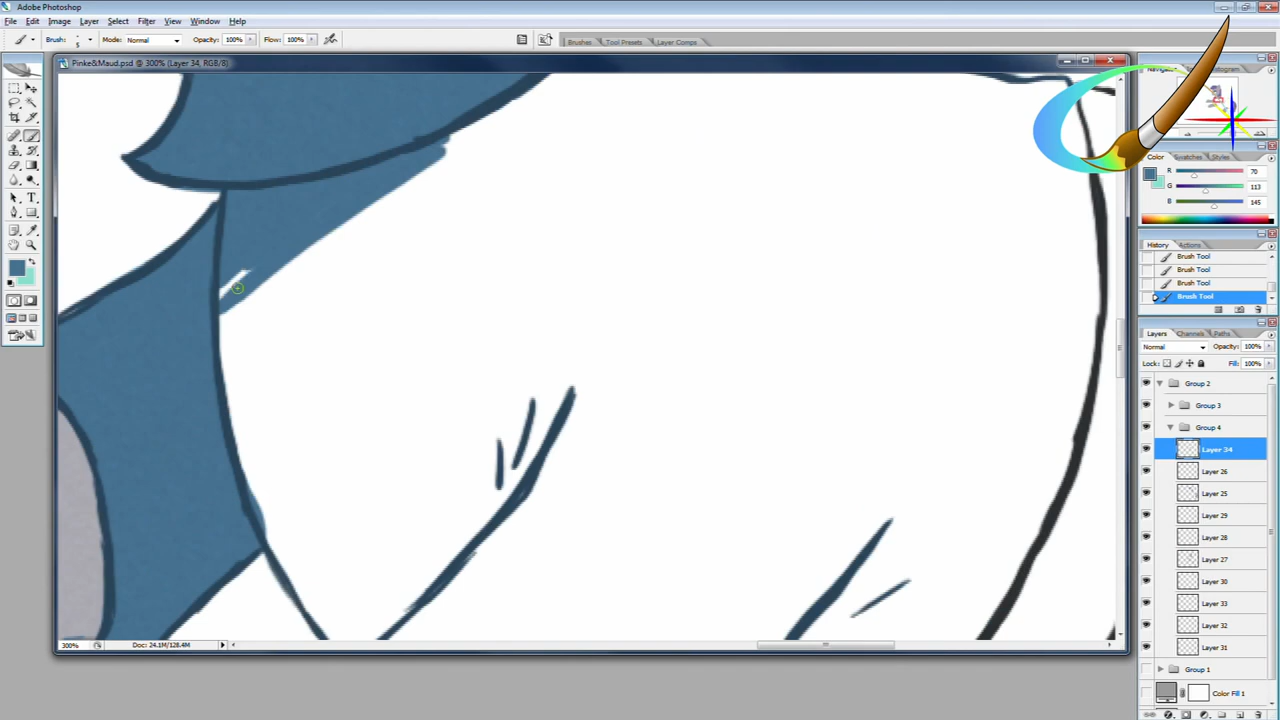 Adobe Photoshop
File Edit Image Layer Select Filter View Window Help
Brush: 5 Mode: Normal Opacity: 100% Flow: 100% Brushes Tool Presets Layer Comps
Pinke&Maud.psd @ 300% (Layer 34, RGB/8)
Color Swatches Styles
R 70
G 113
B 145
History Actions
Brush Tool
Brush Tool
Brush Tool
Brush Tool
Layers Channels Paths
Normal Opacity: 100%
Lock: Fill: 100%
Group 2
Group 3
Group 4
Layer 34
Layer 26
Layer 25
Layer 29
Layer 28
Layer 27
Layer 30
Layer 33
Layer 32
Layer 31
Group 1
Color Fill 1
300% Doc: 24.1M/128.4M